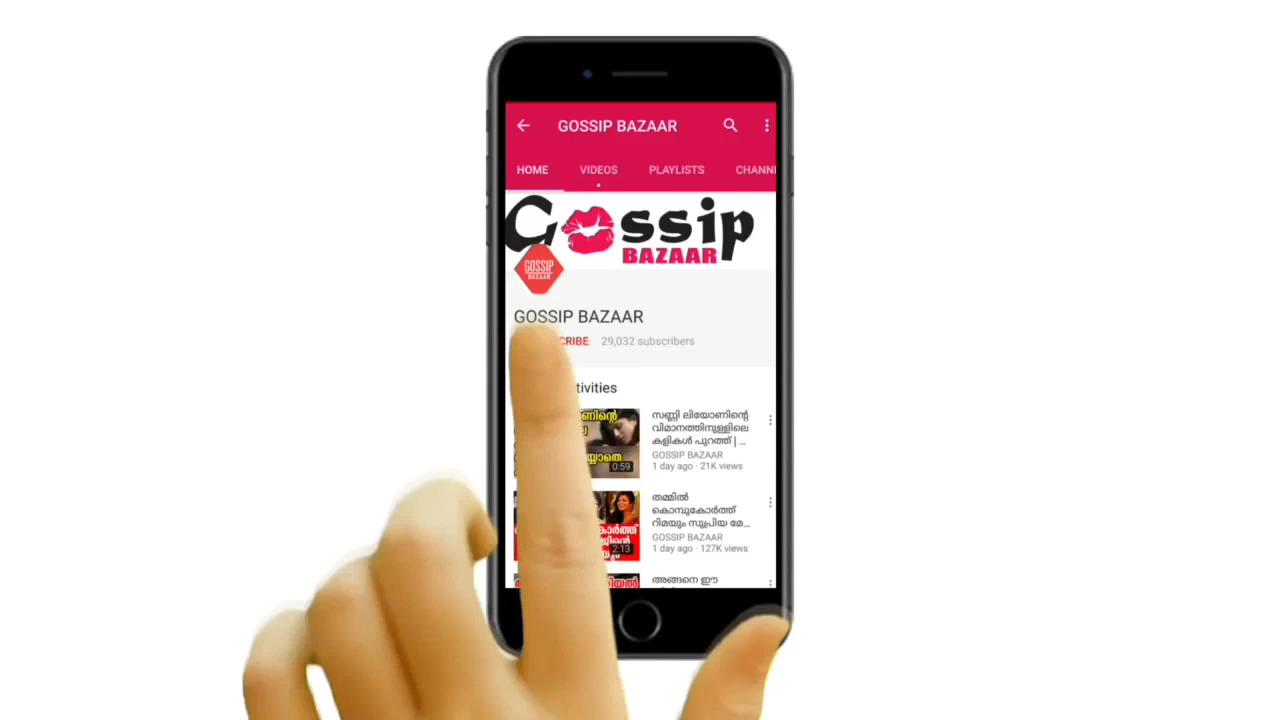 GOSSIP BAZAAR
HOME VIDEOS PLAYLISTS CHANN
Gossip
BAZAAR
GOSSIP
BAZAAR
GOSSIP BAZAAR
CRIBE 29,032 subscribers
tivities
സണ്ണി ലിയോണിന്റെ
വിമാനത്തിനുള്ളിലെ
കളികൾ പുറത്ത് | ...
GOSSIP BAZAAR
1 day ago · 21K views
ണിന്റെ
യ്യാതെ
0:59
തമ്മിൽ
കൊമ്പുകോർത്ത്
റിമയും സുപ്രിയ മേ...
GOSSIP BAZAAR
1 day ago · 127K views
കോർത്ത്
2:13
അങ്ങനെ ഈ